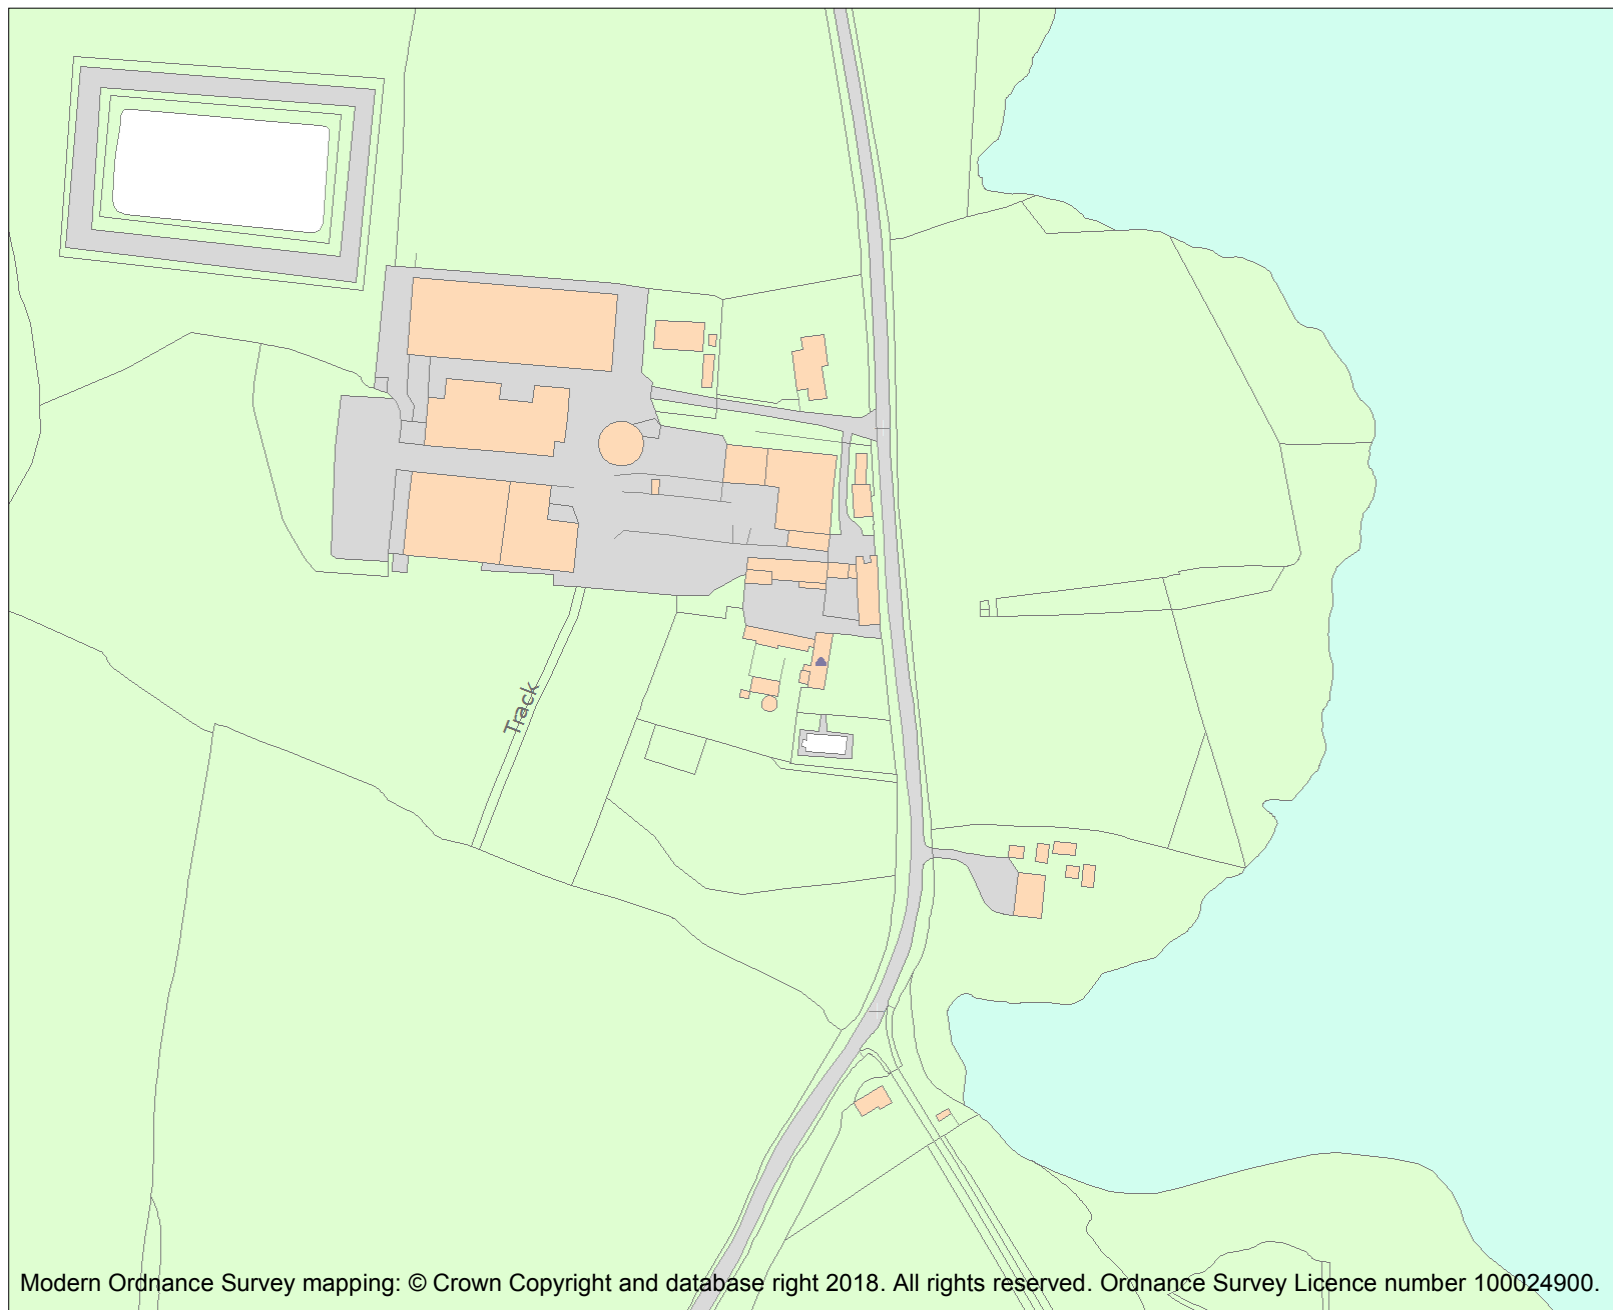 Track
Modern Ordnance Survey mapping: © Crown Copyright and database right 2018. All rights reserved. Ordnance Survey Licence number 100024900.